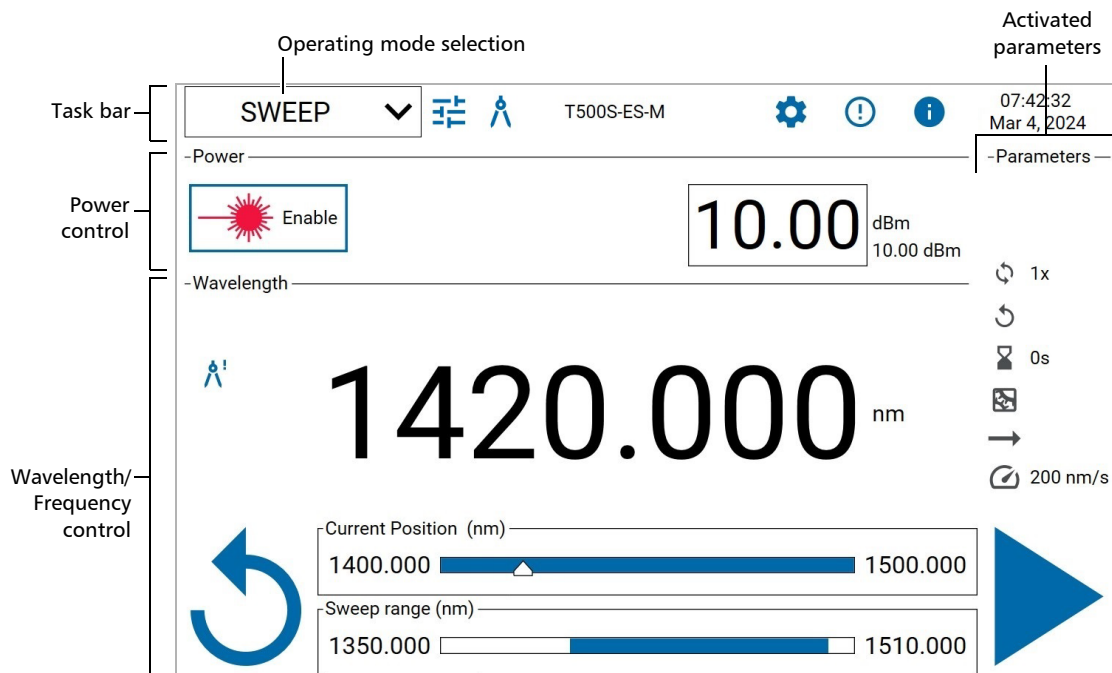 Operating mode selection
Activated
parameters
Task bar
SWEEP
T500S-ES-M
07:42:32
Mar 4, 2024
Power
Parameters
Power
control
Enable
10.00 dBm
10.00 dBm
Wavelength
1x
0s
1420.000 nm
200 nm/s
Wavelength/
Frequency
control
Current Position (nm)
1400.000 1500.000
Sweep range (nm)
1350.000 1510.000